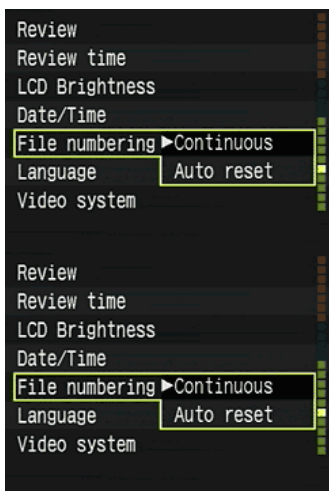 Review
Review time
LCD Brightness
Date/Time
File numbering ▶Continuous
Language Auto reset
Video system
Review
Review time
LCD Brightness
Date/Time
File numbering ▶Continuous
Language Auto reset
Video system